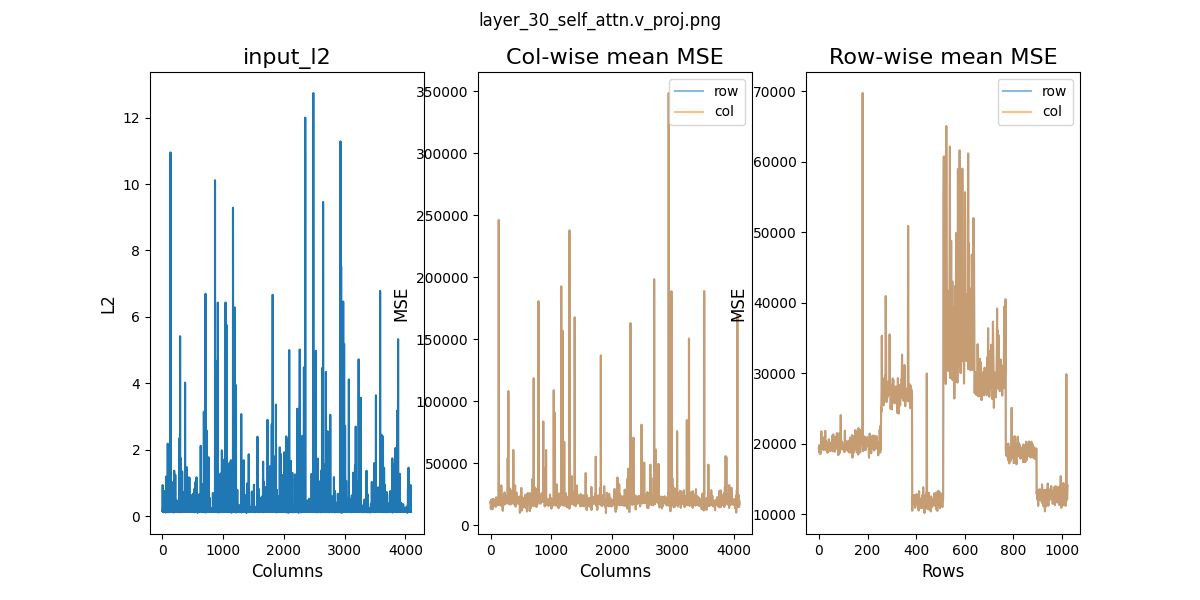 layer_30_self_attn.v_proj.png
input_l2
L2
12
10
8
6
4
2
0
0 1000 2000 3000 4000
Columns
Col-wise mean MSE
MSE
350000
300000
250000
200000
150000
100000
50000
0
row
col
0 1000 2000 3000 4000
Columns
Row-wise mean MSE
MSE
70000
60000
50000
40000
30000
20000
10000
row
col
0 200 400 600 800 1000
Rows